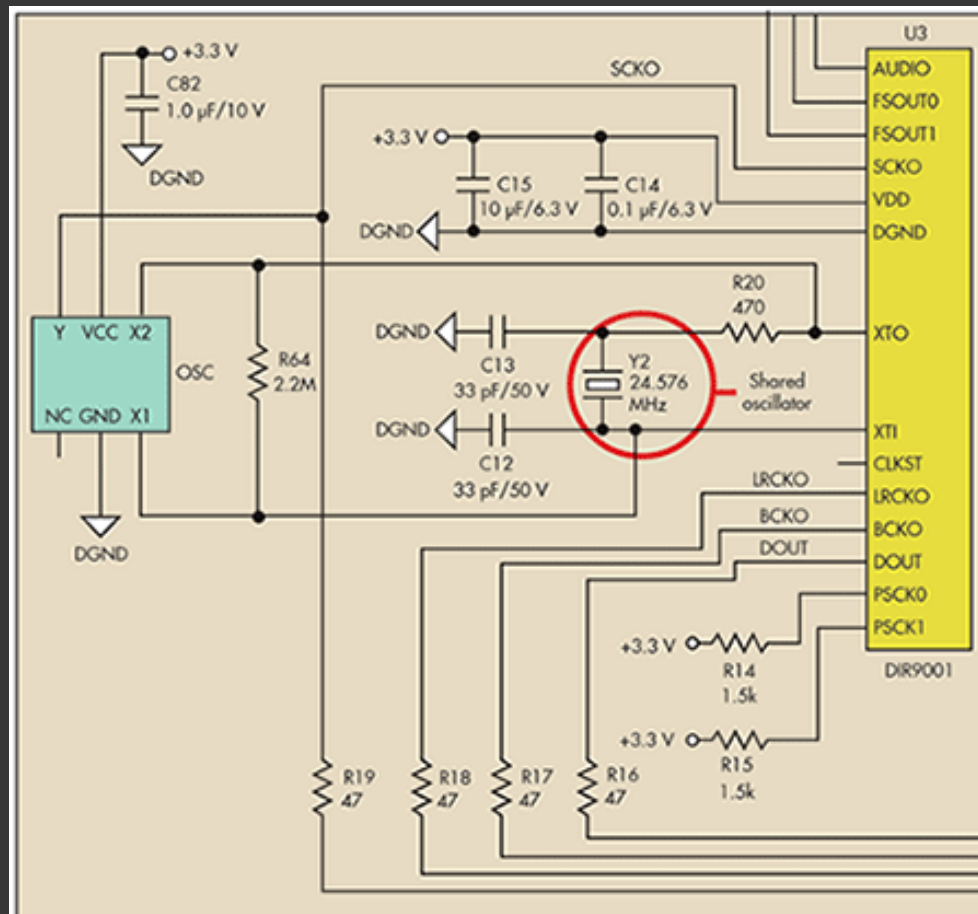 U3
+3.3 V
C82
1.0 µF/10 V
DGND
SCKO
AUDIO
FSOUT0
FSOUT1
SCKO
VDD
DGND
+3.3 V
C15
10 µF/6.3 V
C14
0.1 µF/6.3 V
DGND
Y VCC X2
NC GND X1
OSC
DGND
R64
2.2M
R20
470
DGND
C13
33 pF/50 V
Y2
24.576
MHz
Shared
oscillator
DGND
C12
33 pF/50 V
XTO
XTI
CLKST
LRCKO
LRCKO
BCKO
BCKO
DOUT
DOUT
PSCK0
PSCK1
DIR9001
+3.3 V
R14
1.5k
+3.3 V
R15
1.5k
R19
47
R18
47
R17
47
R16
47